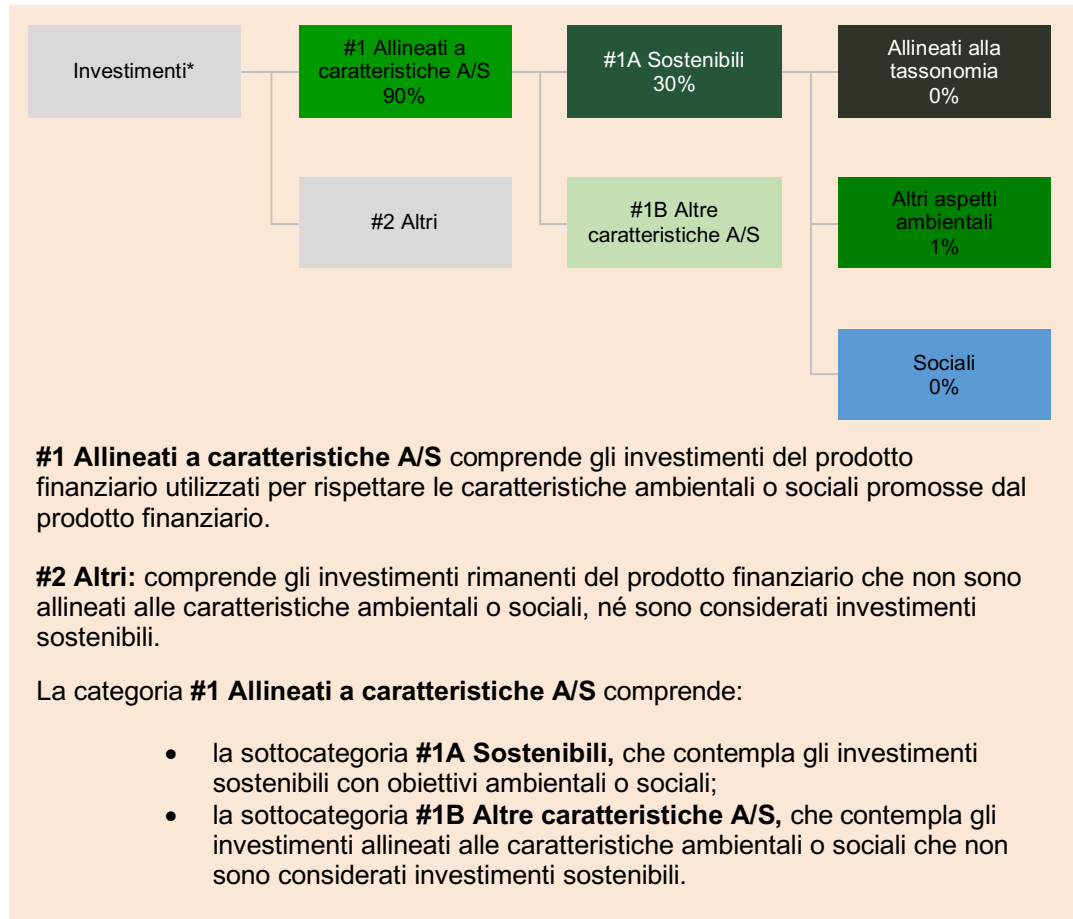 Investimenti*
#1 Allineati a
caratteristiche A/S
90%
#1A Sostenibili
30%
Allineati alla
tassonomia
0%
#2 Altri
#1B Altre
caratteristiche A/S
Altri aspetti
ambientali
1%
Sociali
0%
#1 Allineati a caratteristiche A/S comprende gli investimenti del prodotto
finanziario utilizzati per rispettare le caratteristiche ambientali o sociali promosse dal
prodotto finanziario.
#2 Altri: comprende gli investimenti rimanenti del prodotto finanziario che non sono
allineati alle caratteristiche ambientali o sociali, né sono considerati investimenti
sostenibili.
La categoria #1 Allineati a caratteristiche A/S comprende:
• la sottocategoria #1A Sostenibili, che contempla gli investimenti
sostenibili con obiettivi ambientali o sociali;
• la sottocategoria #1B Altre caratteristiche A/S, che contempla gli
investimenti allineati alle caratteristiche ambientali o sociali che non
sono considerati investimenti sostenibili.